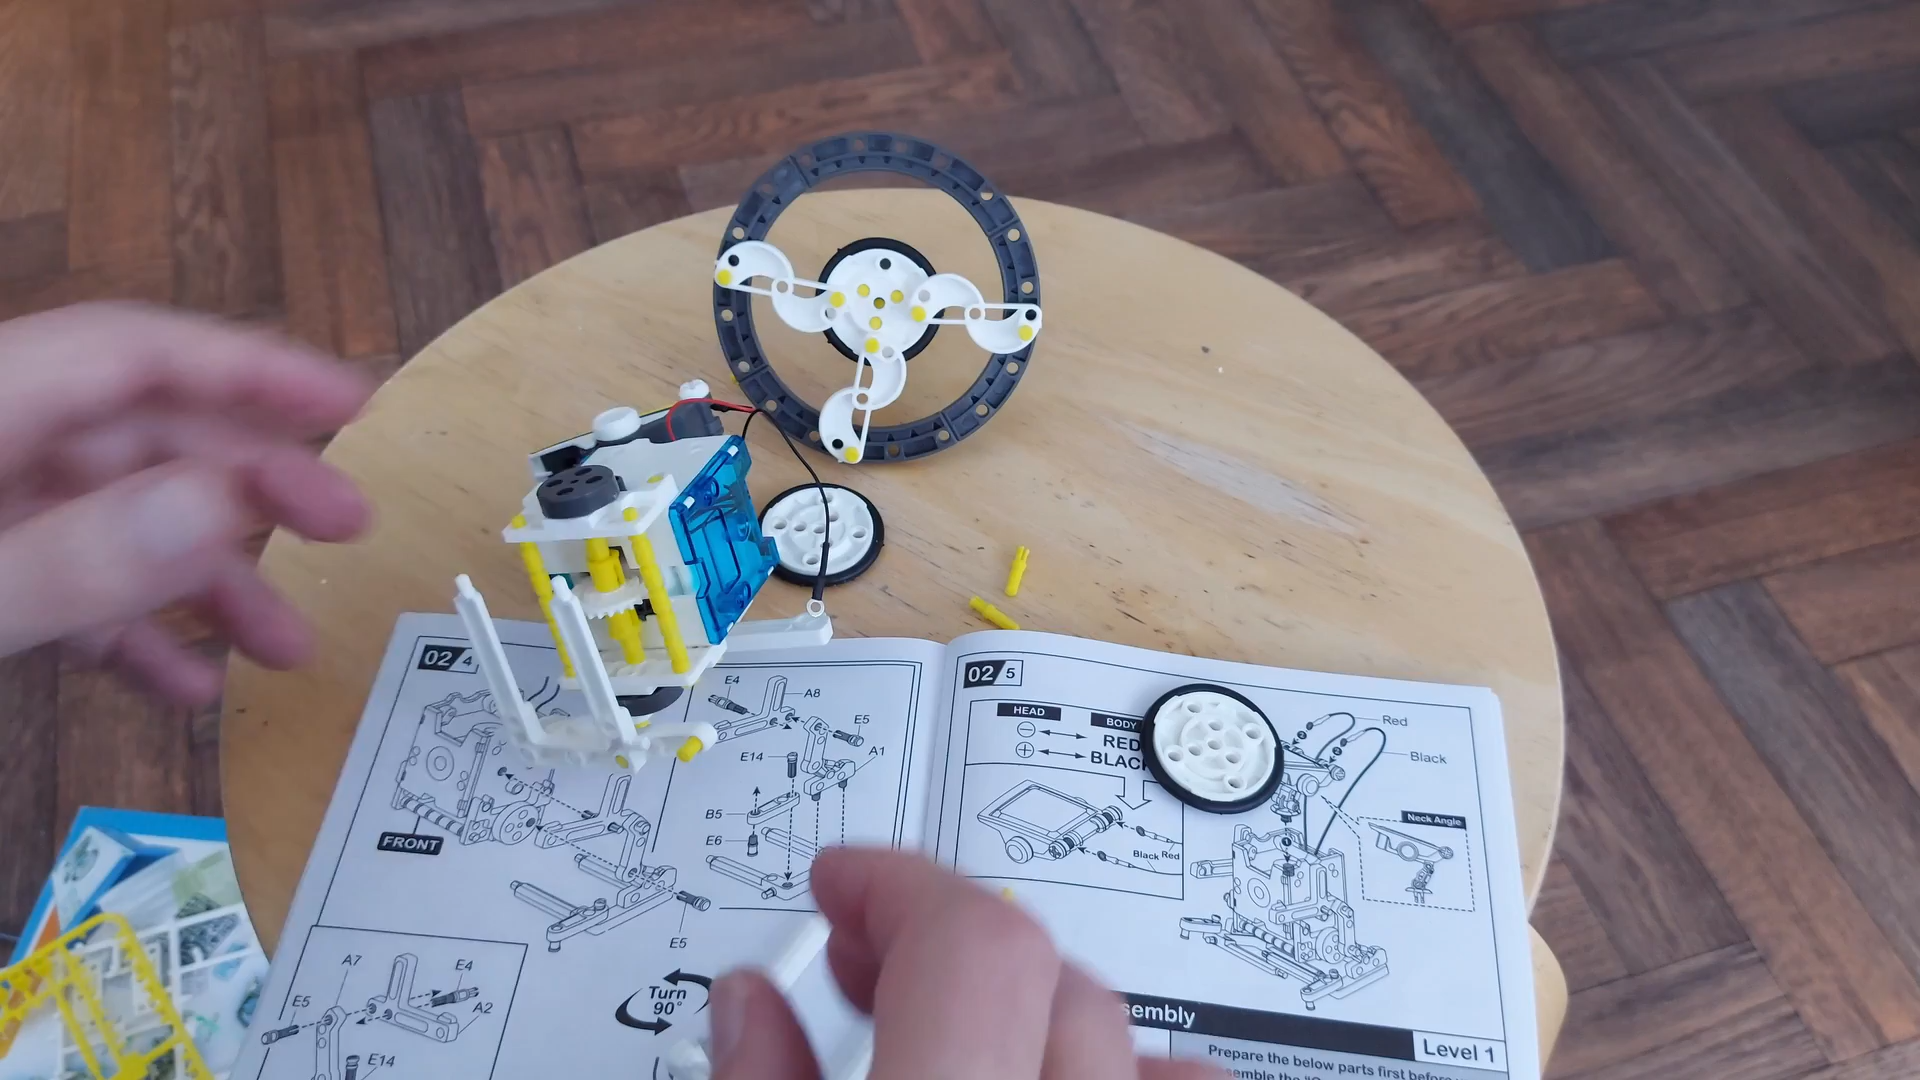 02/4
E4
A8
E5
A1
E14
B5
E6
FRONT
E5
A7
E4
E5
A2
E14
Turn
90°
02/5
HEAD
BODY
− RED
+ BLACK
Red
Black
Black Red
Neck Angle
Level 1
Prepare the below parts first before